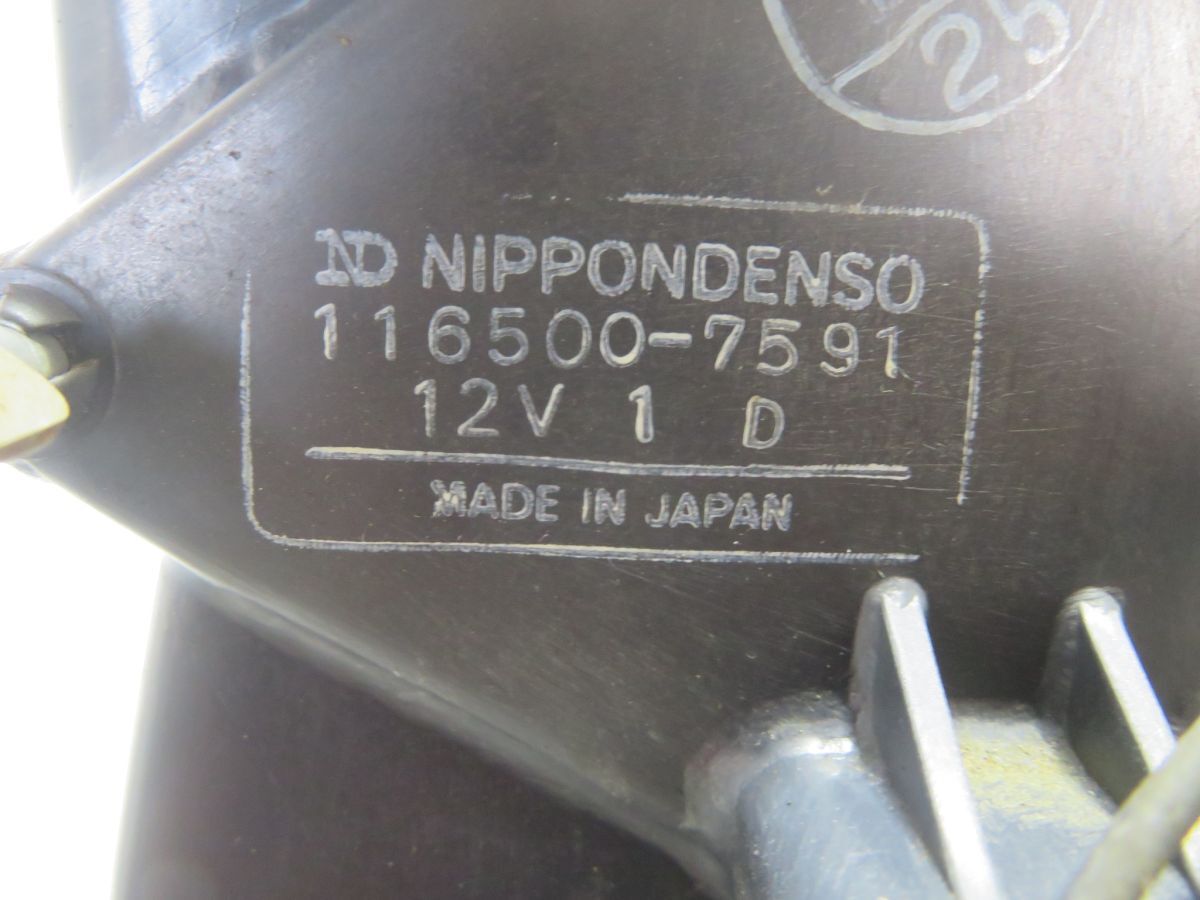 25
ND NIPPONDENSO
116500-7591
12V 1 D
MADE IN JAPAN